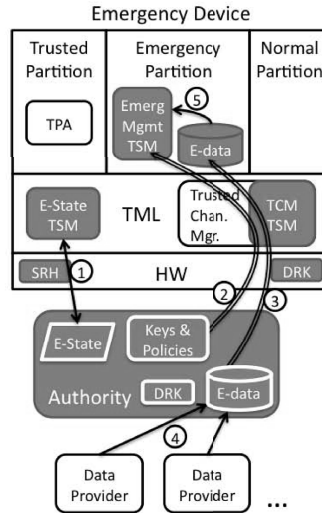 Emergency Device
Trusted
Partition
Emergency
Partition
Normal
Partition
TPA
Emerg
Mgmt
TSM
5
E-data
E-State
TSM
TML
Trusted
Chan.
Mgr.
TCM
TSM
SRH
1
HW
DRK
2
3
E-State
Keys &
Policies
Authority
DRK
E-data
4
Data
Provider
Data
Provider
...